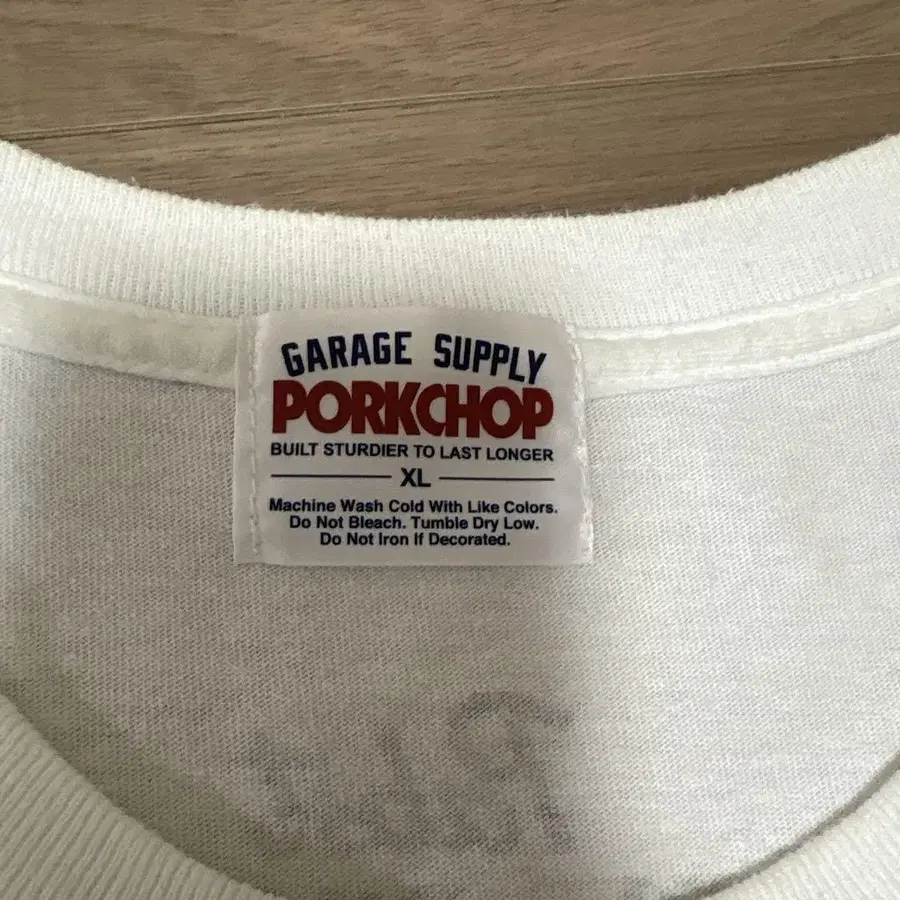 GARAGE SUPPLY
PORKCHOP
BUILT STURDIER TO LAST LONGER
XL
Machine Wash Cold With Like Colors.
Do Not Bleach. Tumble Dry Low.
Do Not Iron If Decorated.